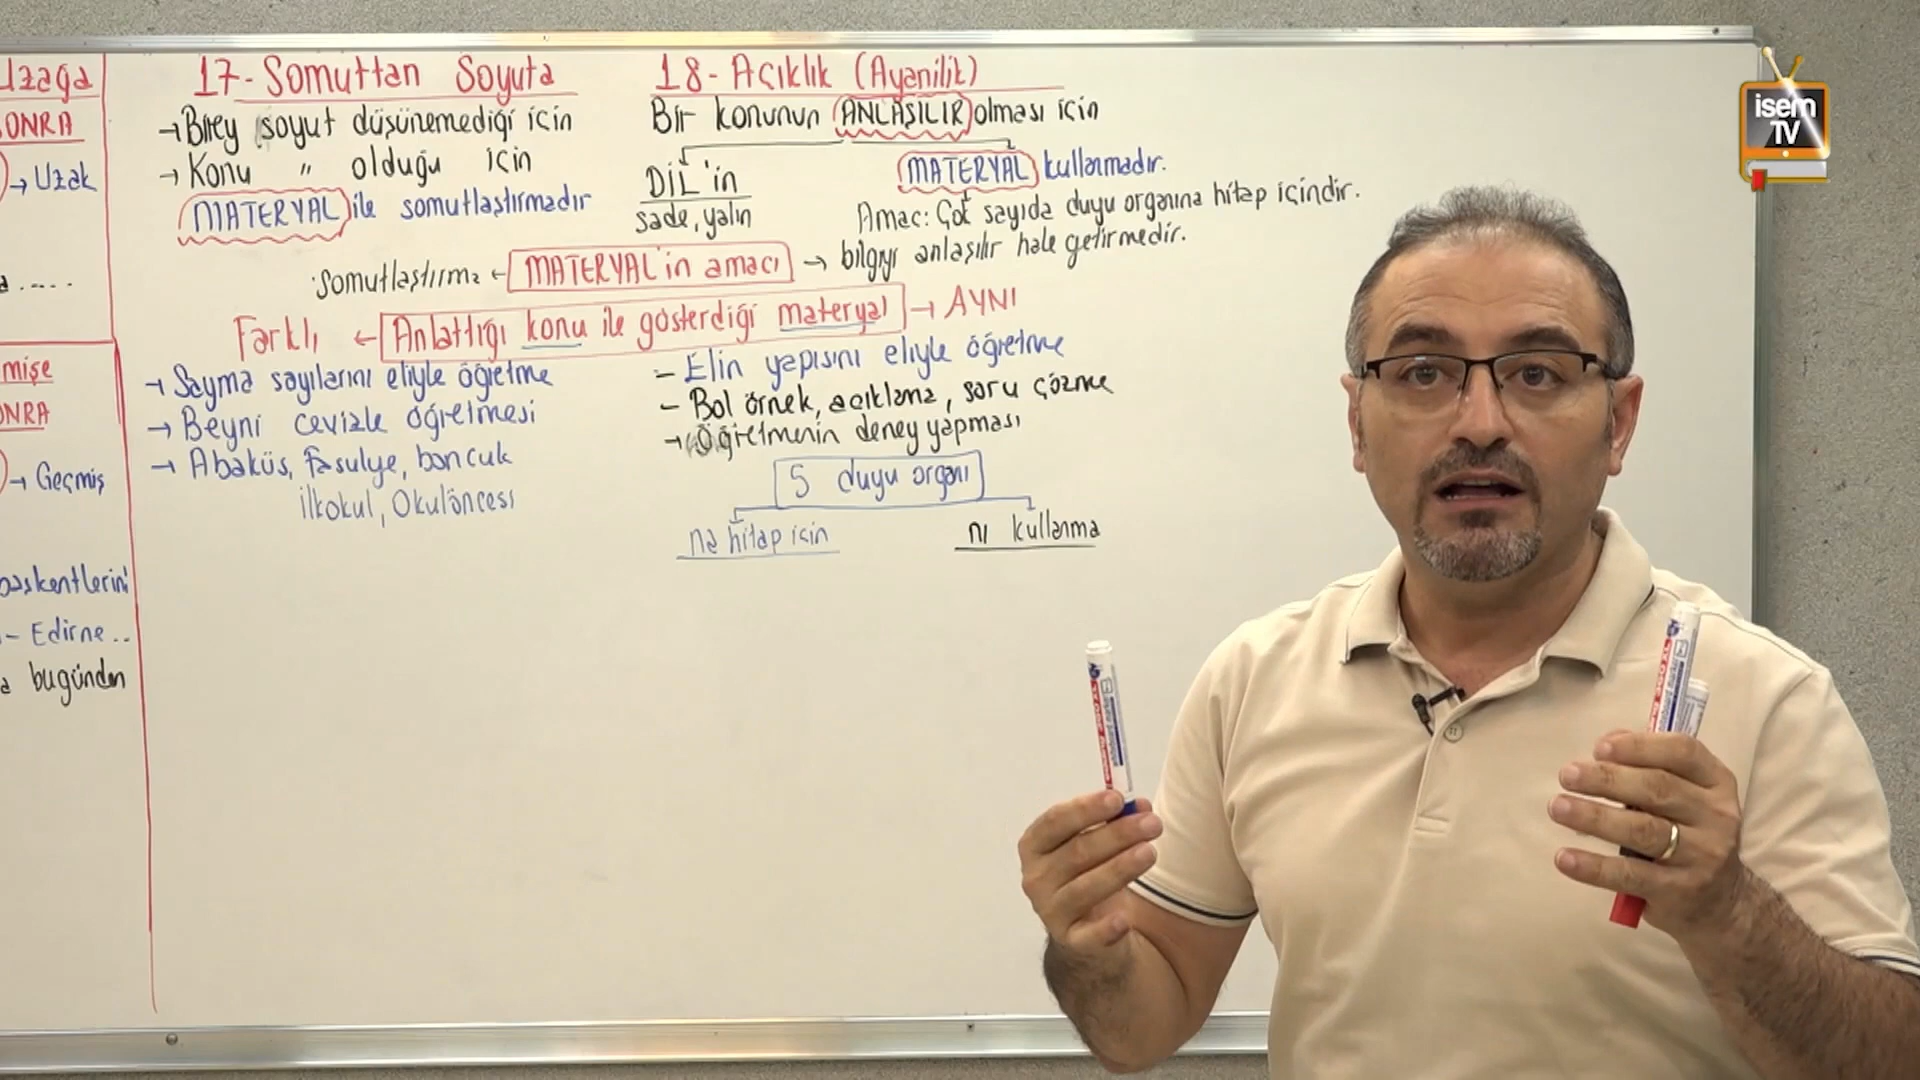 Uzağa
SONRA
→ Uzak
a .....
mişe
ONRA
→ Geçmiş
başkentlerini
- Edirne..
a bugünden
17- Somuttan Soyuta
→ Birey soyut düşünemediği için
→ Konu " olduğu için
MATERYAL ile somutlaştırmadır
18- Açıklık (Ayanilik)
Bir konunun ANLAŞILIR olması için
DİL'in
sade, yalın
MATERYAL kullanmadır.
Amaç: Çok sayıda duyu organına hitap içindir.
Somutlaştırma ← MATERYAL'in amacı → bilgiyi anlaşılır hale getirmedir.
Farklı ← Anlattığı konu ile gösterdiği materyal → AYNI
→ Sayma sayılarını eliyle öğretme
→ Beyni cevizle öğretmesi
→ Abaküs, fasulye, boncuk
İlkokul, Okulöncesi
- Elin yapısını eliyle öğretme
- Bol örnek, açıklama, soru çözme
→ Öğretmenin deney yapması
5 duyu organı
na hitap için
nı kullanma
isem
TV